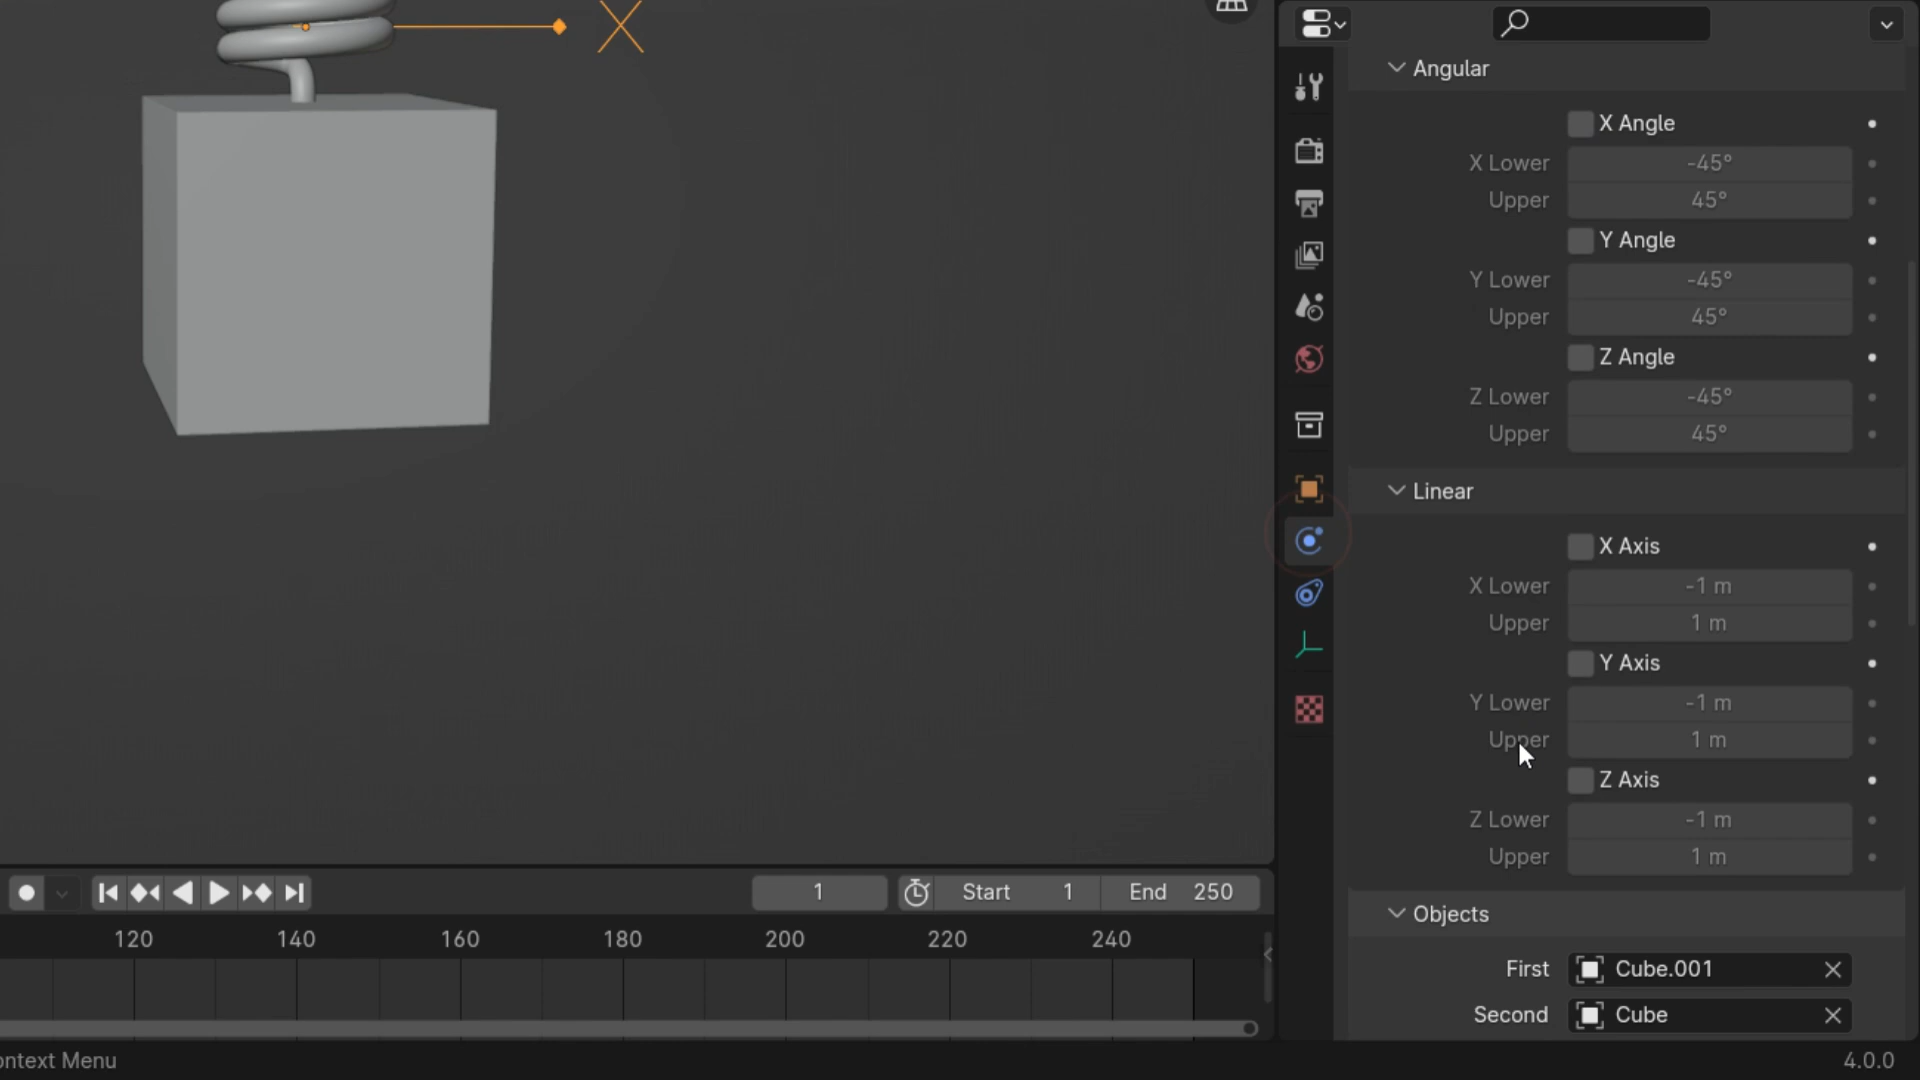 X
Angular
X Angle
X Lower -45°
Upper 45°
Y Angle
Y Lower -45°
Upper 45°
Z Angle
Z Lower -45°
Upper 45°
Linear
X Axis
X Lower -1 m
Upper 1 m
Y Axis
Y Lower -1 m
Upper 1 m
Z Axis
Z Lower -1 m
Upper 1 m
Objects
First Cube.001
Second Cube
1 Start 1 End 250
120 140 160 180 200 220 240
ontext Menu
4.0.0